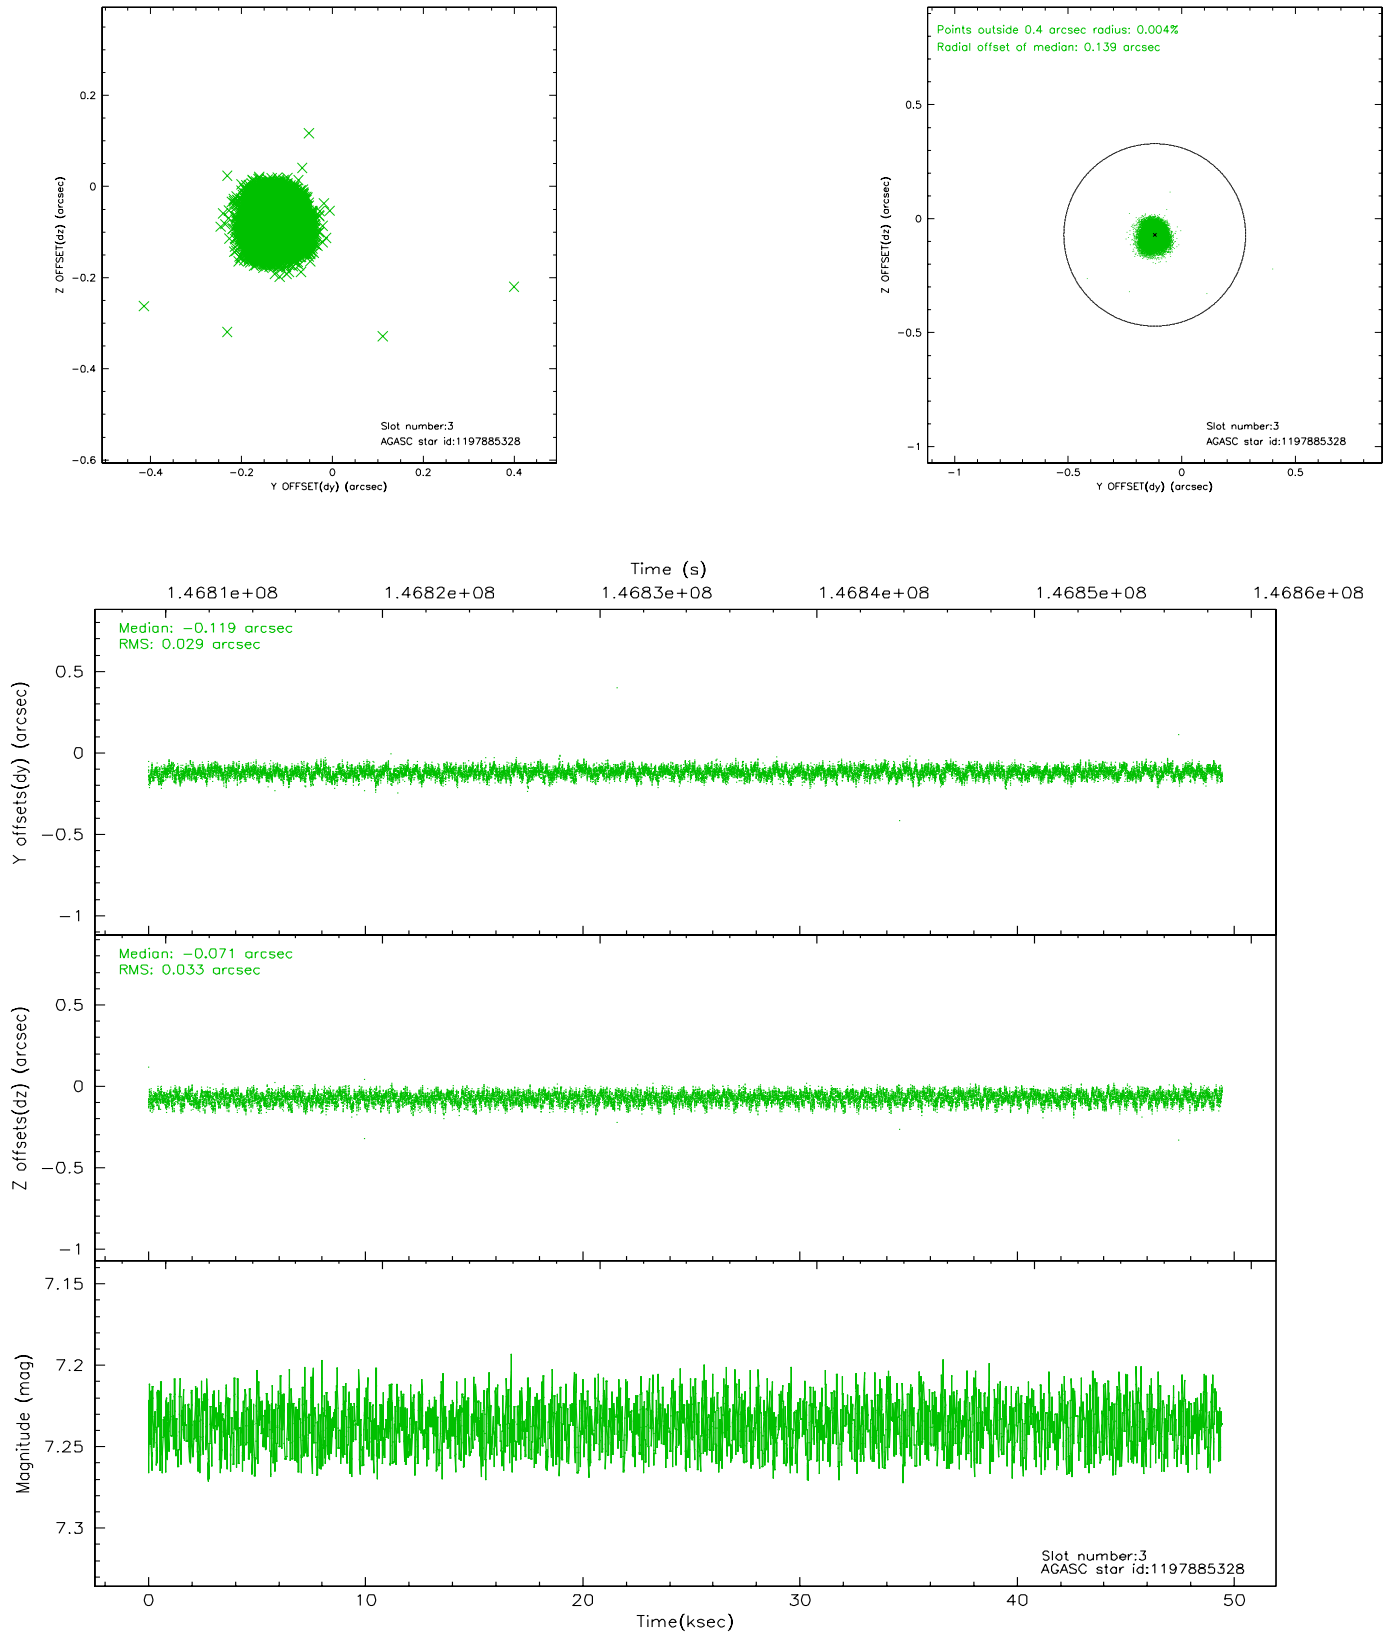 0.2
0
−0.2
−0.4
−0.6
Z OFFSET(dz) (arcsec)
Slot number:3
AGASC star id:1197885328
−0.4 −0.2 0 0.2 0.4
Y OFFSET(dy) (arcsec)
Points outside 0.4 arcsec radius: 0.004%
Radial offset of median: 0.139 arcsec
0.5
0
−0.5
−1
Z OFFSET(dz) (arcsec)
Slot number:3
AGASC star id:1197885328
−1 −0.5 0 0.5
Y OFFSET(dy) (arcsec)
Time (s)
1.4681e+08 1.4682e+08 1.4683e+08 1.4684e+08 1.4685e+08 1.4686e+08
Median: −0.119 arcsec
RMS: 0.029 arcsec
0.5
0
−0.5
−1
Y offsets(dy) (arcsec)
Median: −0.071 arcsec
RMS: 0.033 arcsec
0.5
0
−0.5
−1
Z offsets(dz) (arcsec)
7.15
7.2
7.25
7.3
Magnitude (mag)
Slot number:3
AGASC star id:1197885328
0 10 20 30 40 50
Time(ksec)